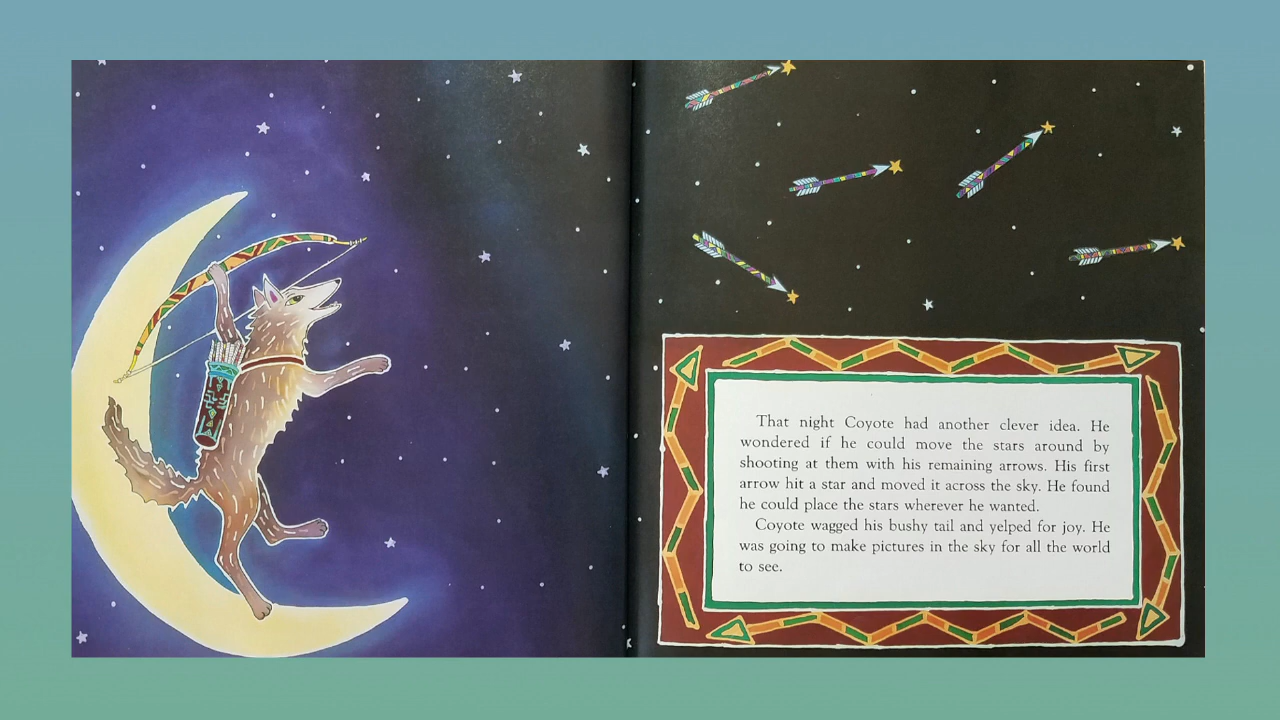 That night Coyote had another clever idea. He
wondered if he could move the stars around by
shooting at them with his remaining arrows. His first
arrow hit a star and moved it across the sky. He found
he could place the stars wherever he wanted.
Coyote wagged his bushy tail and yelped for joy. He
was going to make pictures in the sky for all the world
to see.